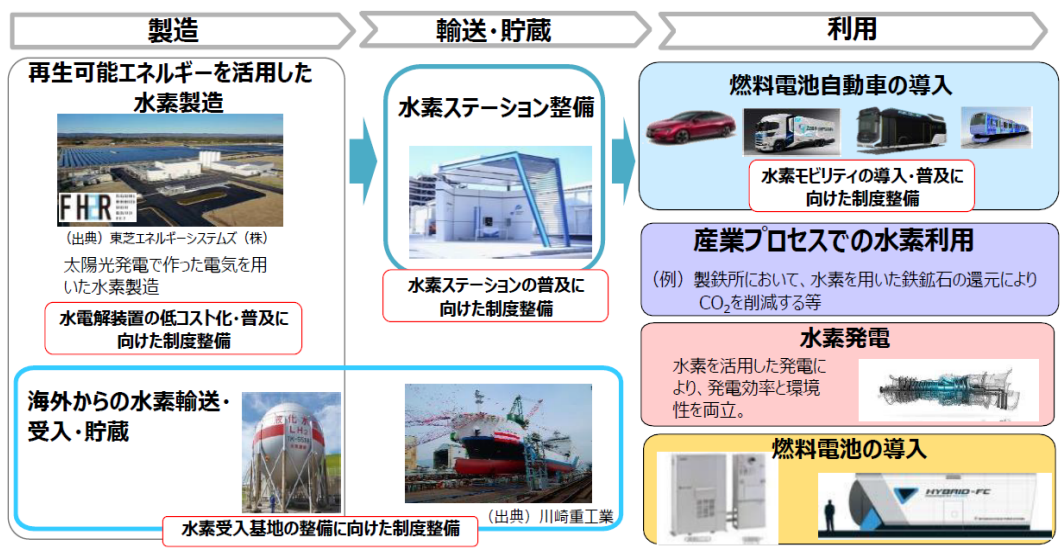 製造
輸送・貯蔵
利用
再生可能エネルギーを活用した
水素製造
FH2R
（出典）東芝エネルギーシステムズ（株）
太陽光発電で作った電気を用
いた水素製造
水電解装置の低コスト化・普及に
向けた制度整備
水素ステーション整備
水素ステーションの普及に
向けた制度整備
海外からの水素輸送・
受入・貯蔵
液化水
LH2
（出典）川崎重工業
水素受入基地の整備に向けた制度整備
燃料電池自動車の導入
水素モビリティの導入・普及に
向けた制度整備
産業プロセスでの水素利用
（例）製鉄所において、水素を用いた鉄鉱石の還元により
CO₂を削減する等
水素発電
水素を活用した発電に
より、発電効率と環境
性を両立。
燃料電池の導入
HYBRID-FC